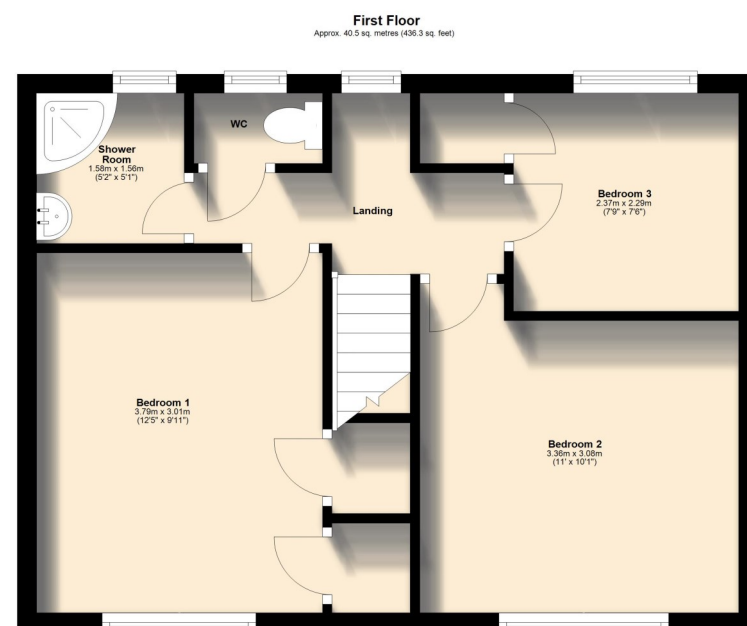 First Floor
Approx. 40.5 sq. metres (436.3 sq. feet)
WC
Shower
Room
1.58m x 1.56m
(5'2" x 5'1")
Bedroom 3
2.37m x 2.29m
(7'9" x 7'6")
Landing
Bedroom 1
3.79m x 3.01m
(12'5" x 9'11")
Bedroom 2
3.36m x 3.08m
(11' x 10'1")